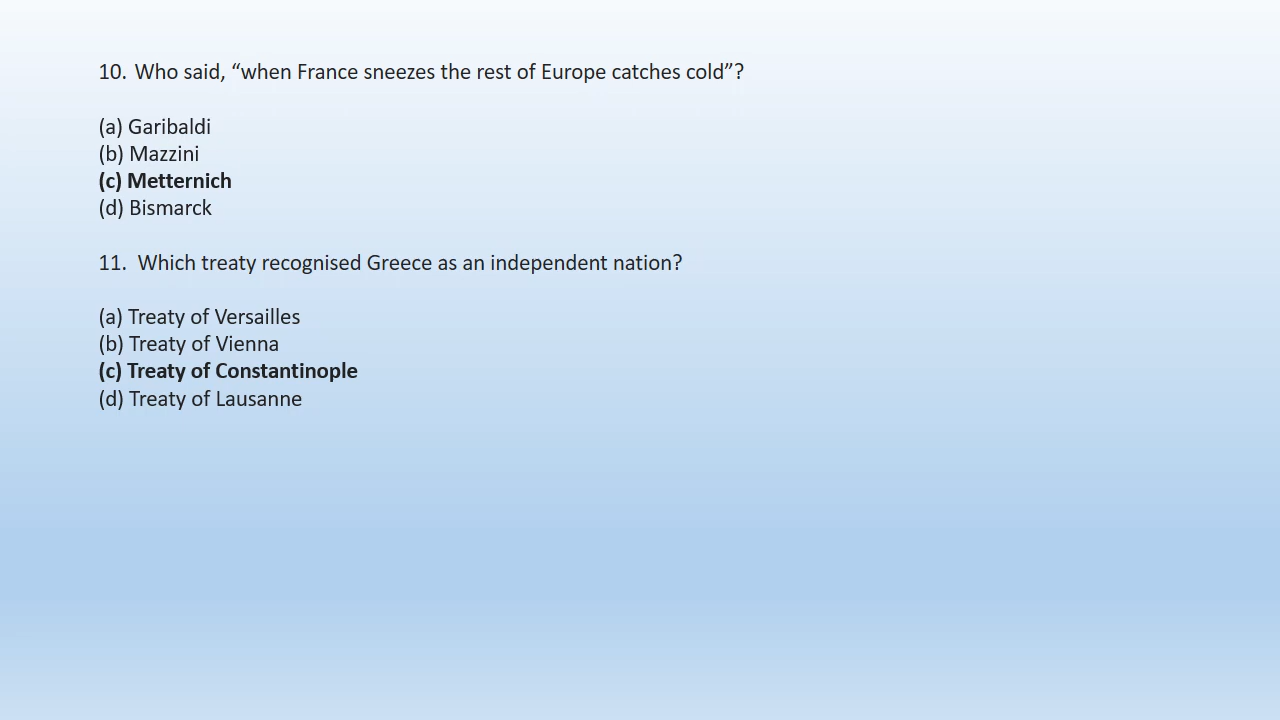 10. Who said, “when France sneezes the rest of Europe catches cold”?
(a) Garibaldi
(b) Mazzini
(c) Metternich
(d) Bismarck
11. Which treaty recognised Greece as an independent nation?
(a) Treaty of Versailles
(b) Treaty of Vienna
(c) Treaty of Constantinople
(d) Treaty of Lausanne